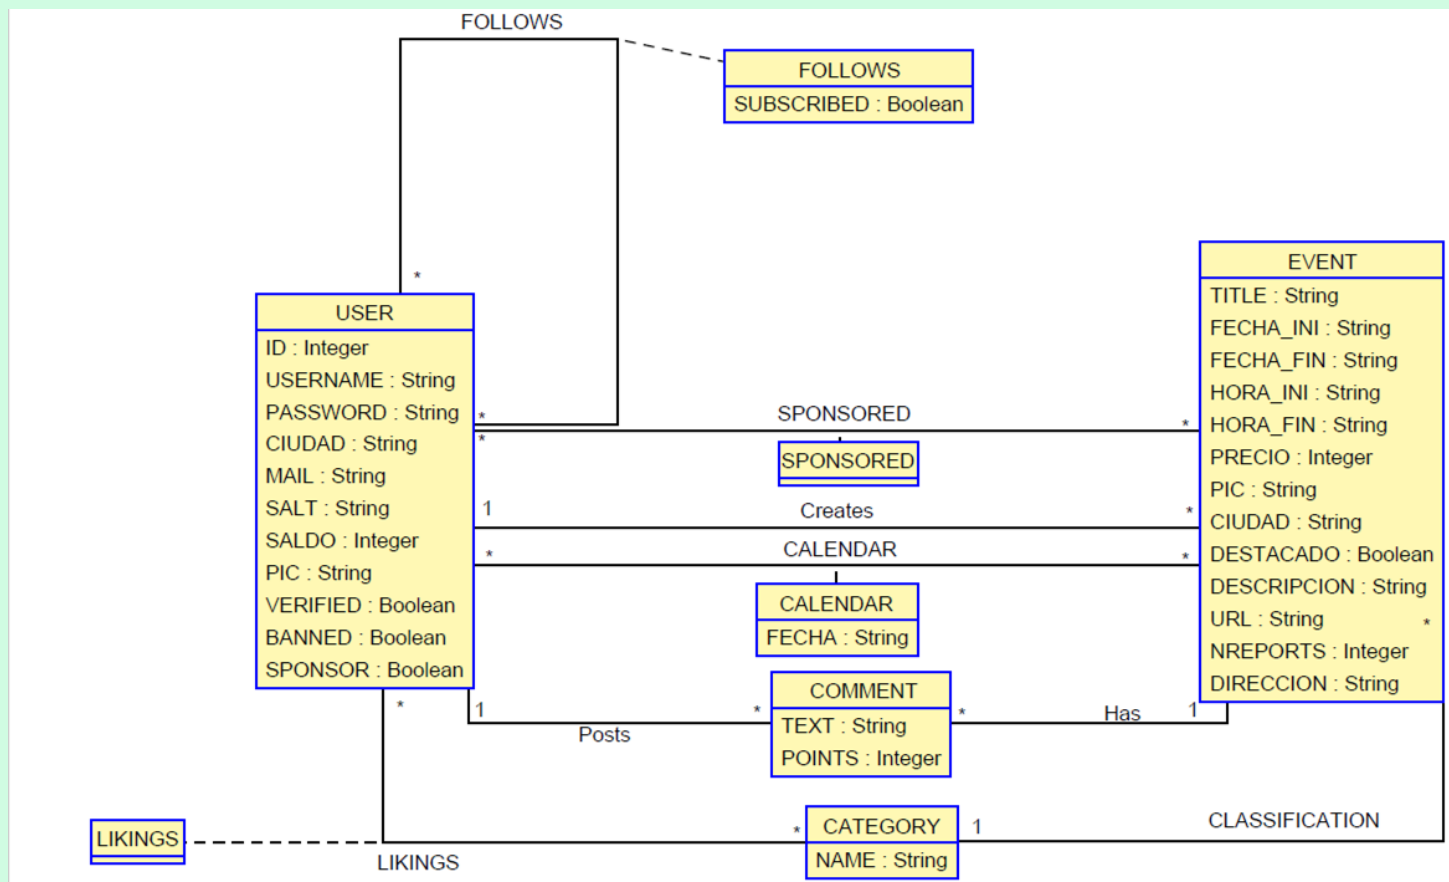 FOLLOWS
FOLLOWS
SUBSCRIBED : Boolean
*
USER
ID : Integer
USERNAME : String
PASSWORD : String
CIUDAD : String
MAIL : String
SALT : String
SALDO : Integer
PIC : String
VERIFIED : Boolean
BANNED : Boolean
SPONSOR : Boolean
*
*
SPONSORED
*
SPONSORED
1
Creates
*
*
CALENDAR
*
CALENDAR
FECHA : String
EVENT
TITLE : String
FECHA_INI : String
FECHA_FIN : String
HORA_INI : String
HORA_FIN : String
PRECIO : Integer
PIC : String
CIUDAD : String
DESTACADO : Boolean
DESCRIPCION : String
URL : String
*
NREPORTS : Integer
DIRECCION : String
*
1
Posts
*
COMMENT
TEXT : String
POINTS : Integer
*
Has
1
LIKINGS
LIKINGS
*
CATEGORY
NAME : String
1
CLASSIFICATION